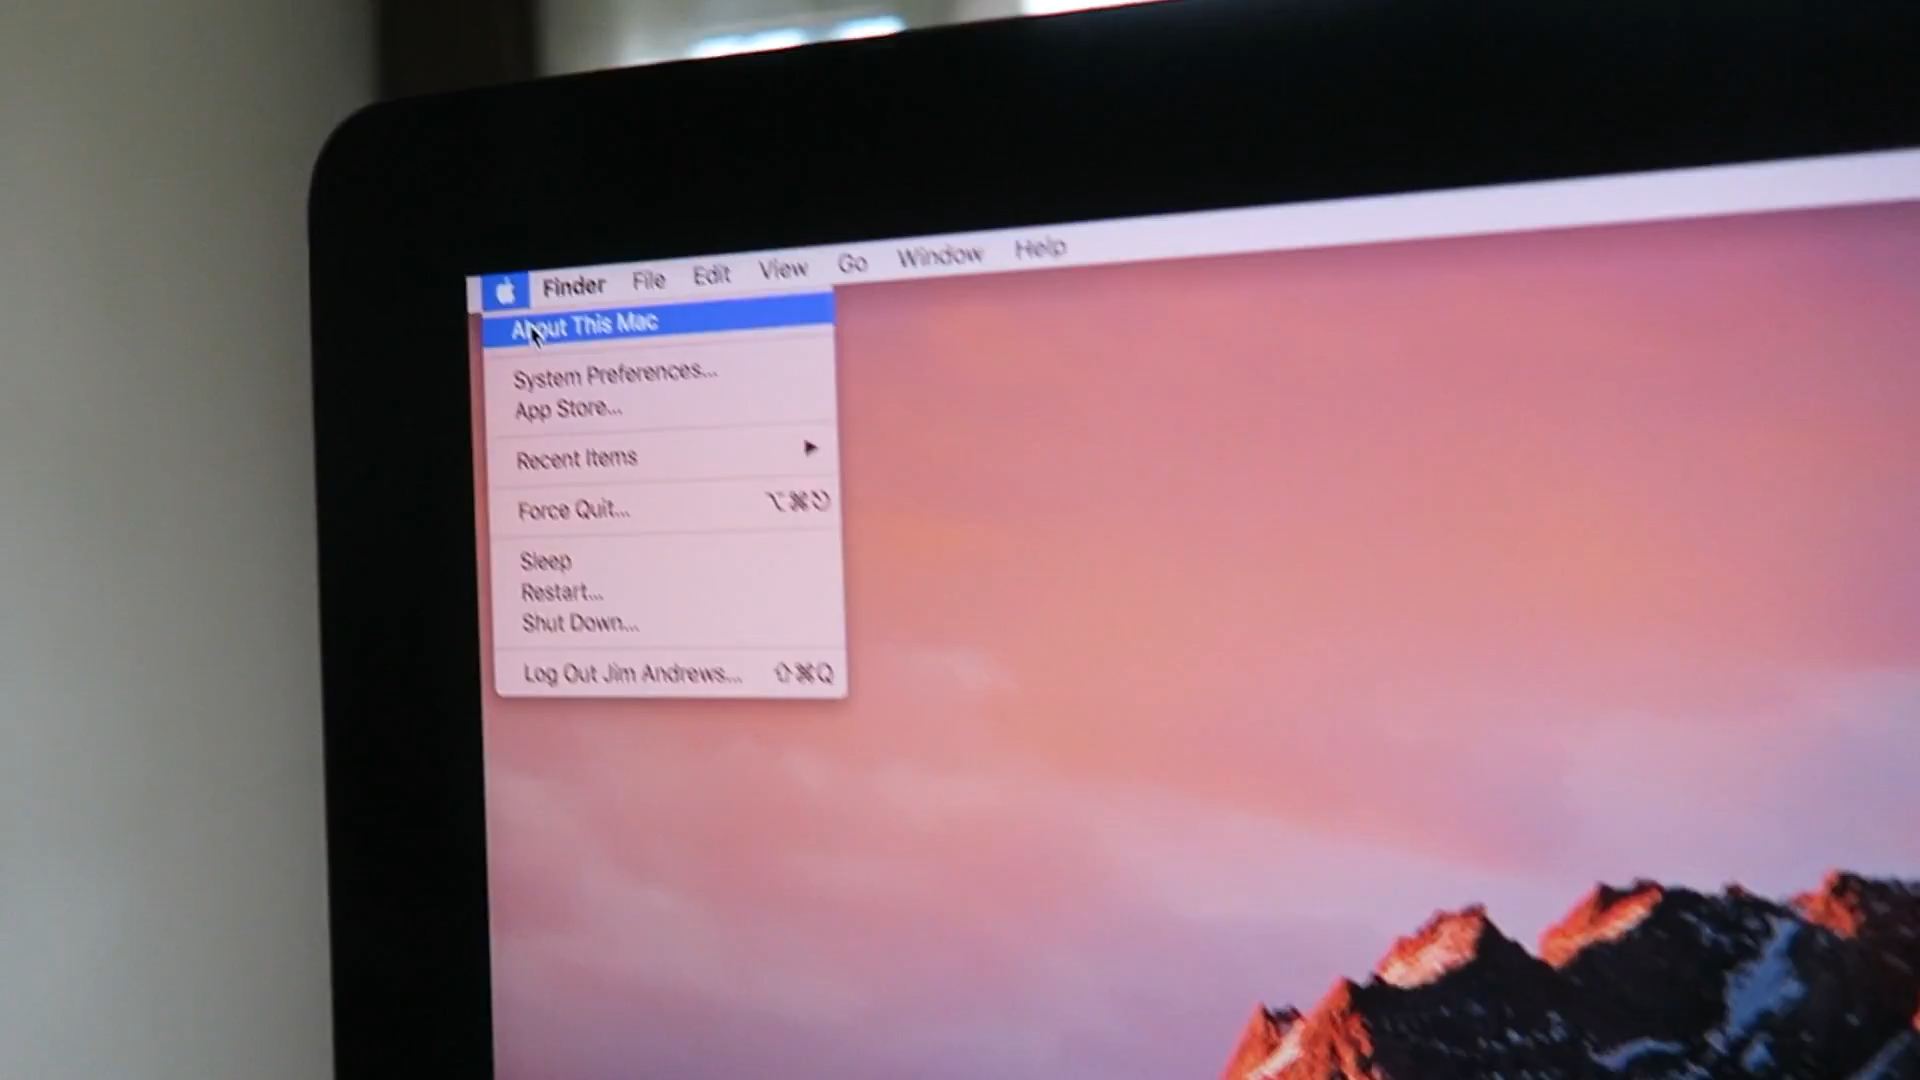 Finder File Edit View Go Window Help
About This Mac
System Preferences...
App Store...
Recent Items ▶
Force Quit... ⌥⌘⎋
Sleep
Restart...
Shut Down...
Log Out Jim Andrews... ⇧⌘Q